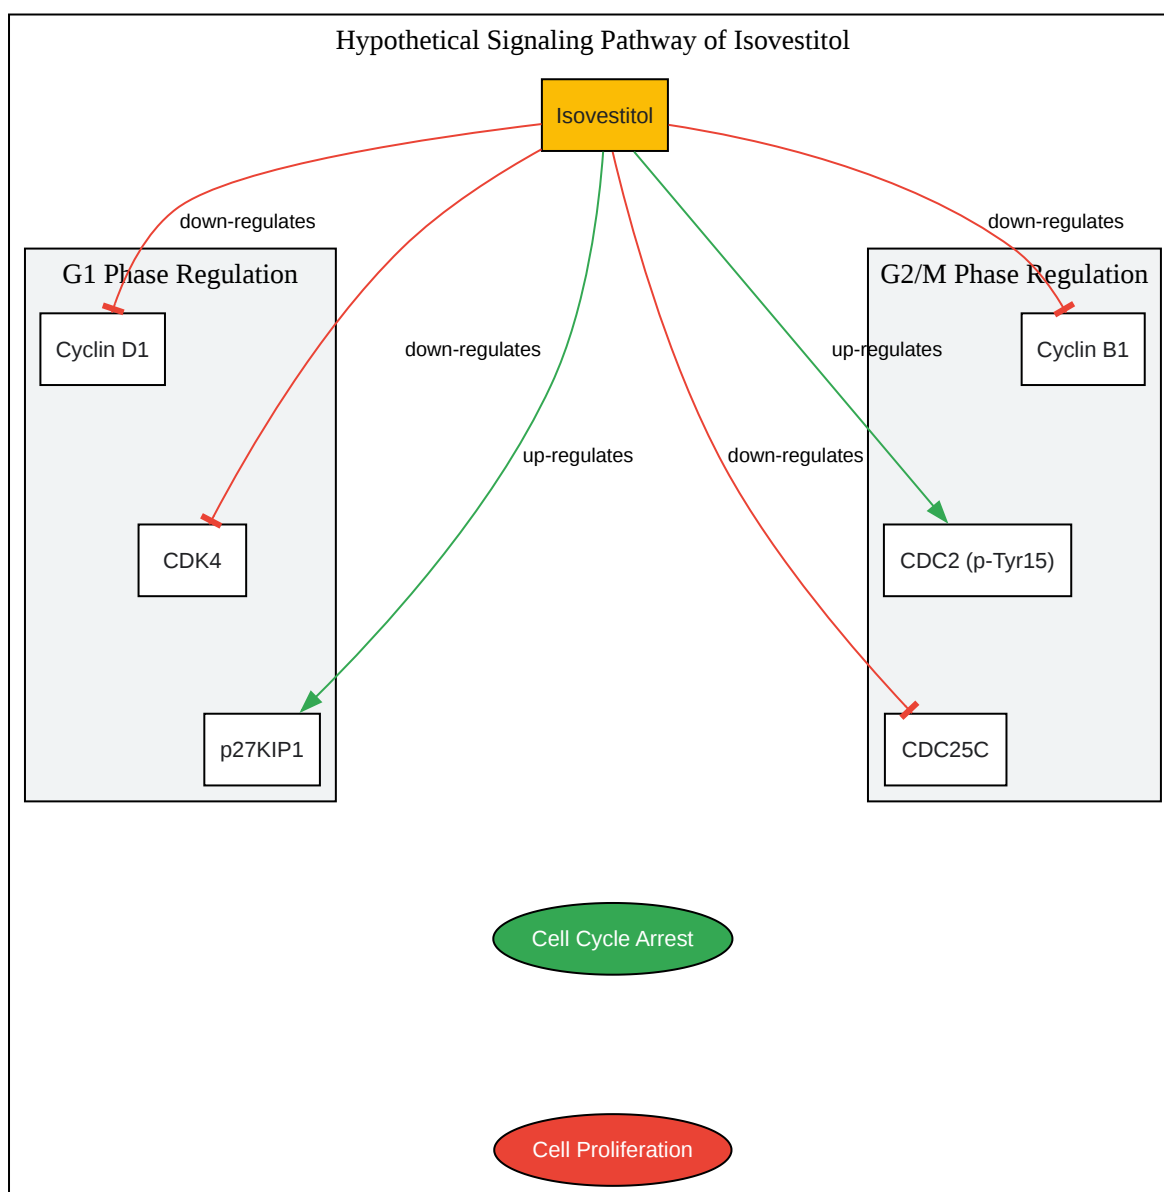 Hypothetical Signaling Pathway of Isovestitol
Isovestitol
down-regulates
down-regulates
G1 Phase Regulation
G2/M Phase Regulation
Cyclin D1
down-regulates
up-regulates
Cyclin B1
up-regulates
down-regulates
CDK4
CDC2 (p-Tyr15)
p27KIP1
CDC25C
Cell Cycle Arrest
Cell Proliferation